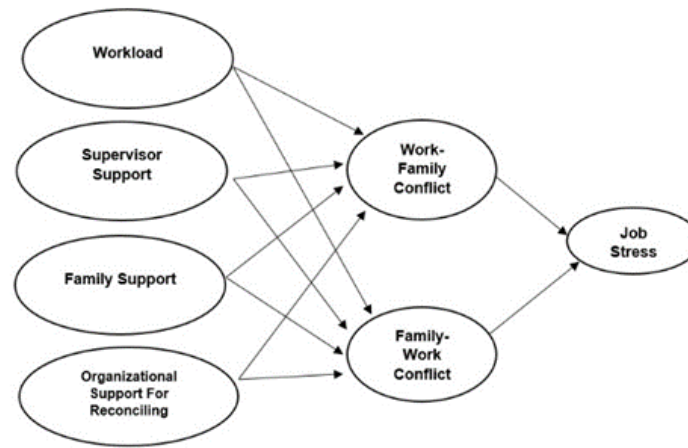 Workload
Supervisor
Support
Family Support
Organizational
Support For
Reconciling
Work-
Family
Conflict
Family-
Work
Conflict
Job
Stress